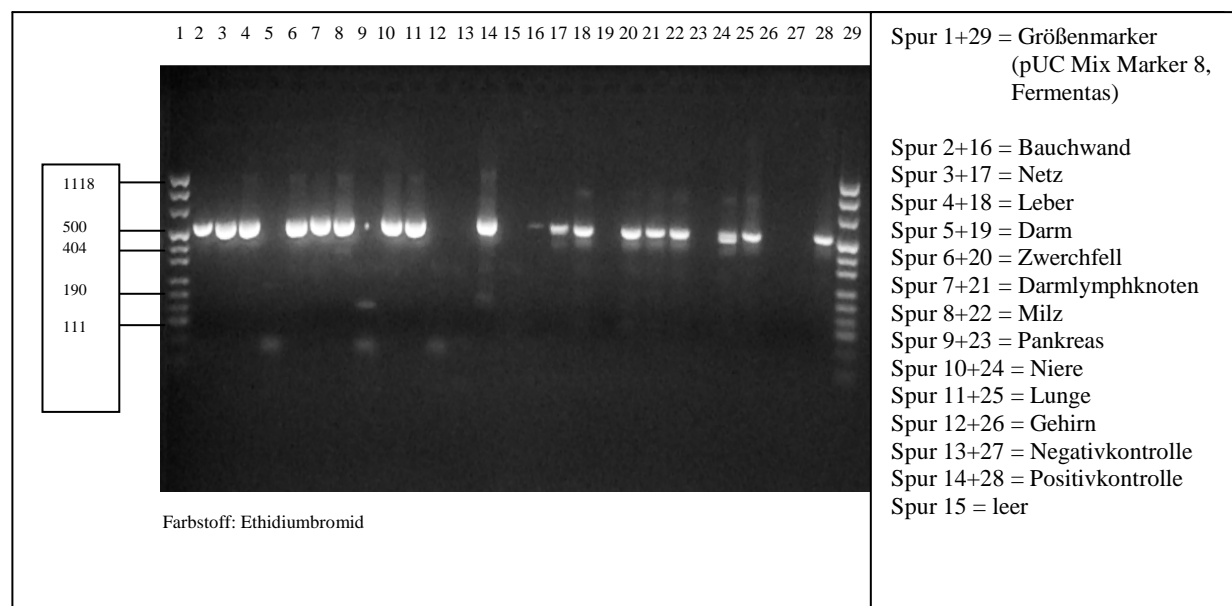 1 2 3 4 5 6 7 8 9 10 11 12 13 14 15 16 17 18 19 20 21 22 23 24 25 26 27 28 29
1118
500
404
190
111
Farbstoff: Ethidiumbromid
Spur 1+29 = Größenmarker
(pUC Mix Marker 8,
Fermentas)
Spur 2+16 = Bauchwand
Spur 3+17 = Netz
Spur 4+18 = Leber
Spur 5+19 = Darm
Spur 6+20 = Zwerchfell
Spur 7+21 = Darmlymphknoten
Spur 8+22 = Milz
Spur 9+23 = Pankreas
Spur 10+24 = Niere
Spur 11+25 = Lunge
Spur 12+26 = Gehirn
Spur 13+27 = Negativkontrolle
Spur 14+28 = Positivkontrolle
Spur 15 = leer